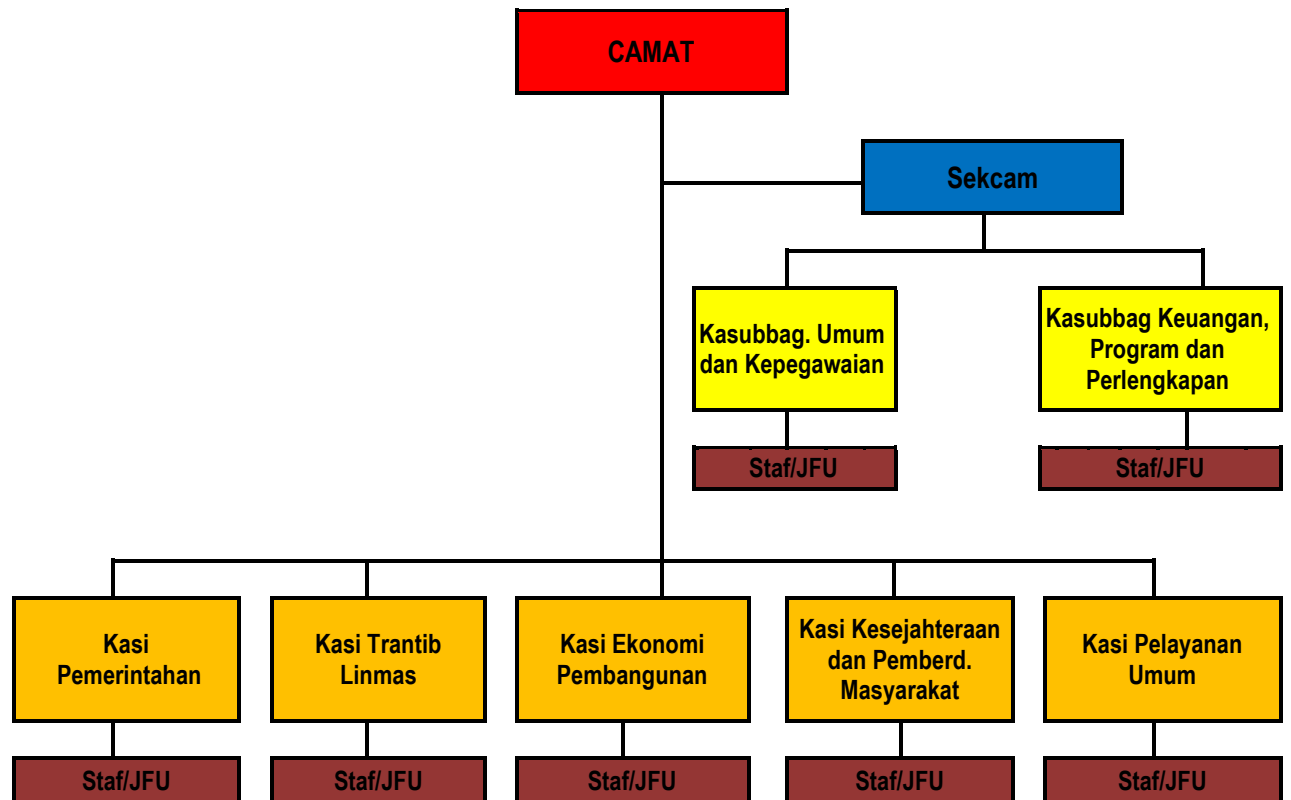 CAMAT
Sekcam
Kasubbag. Umum
dan Kepegawaian
Kasubbag Keuangan,
Program dan
Perlengkapan
Staf/JFU
Staf/JFU
Kasi
Pemerintahan
Kasi Trantib
Linmas
Kasi Ekonomi
Pembangunan
Kasi Kesejahteraan
dan Pemberd.
Masyarakat
Kasi Pelayanan
Umum
Staf/JFU
Staf/JFU
Staf/JFU
Staf/JFU
Staf/JFU